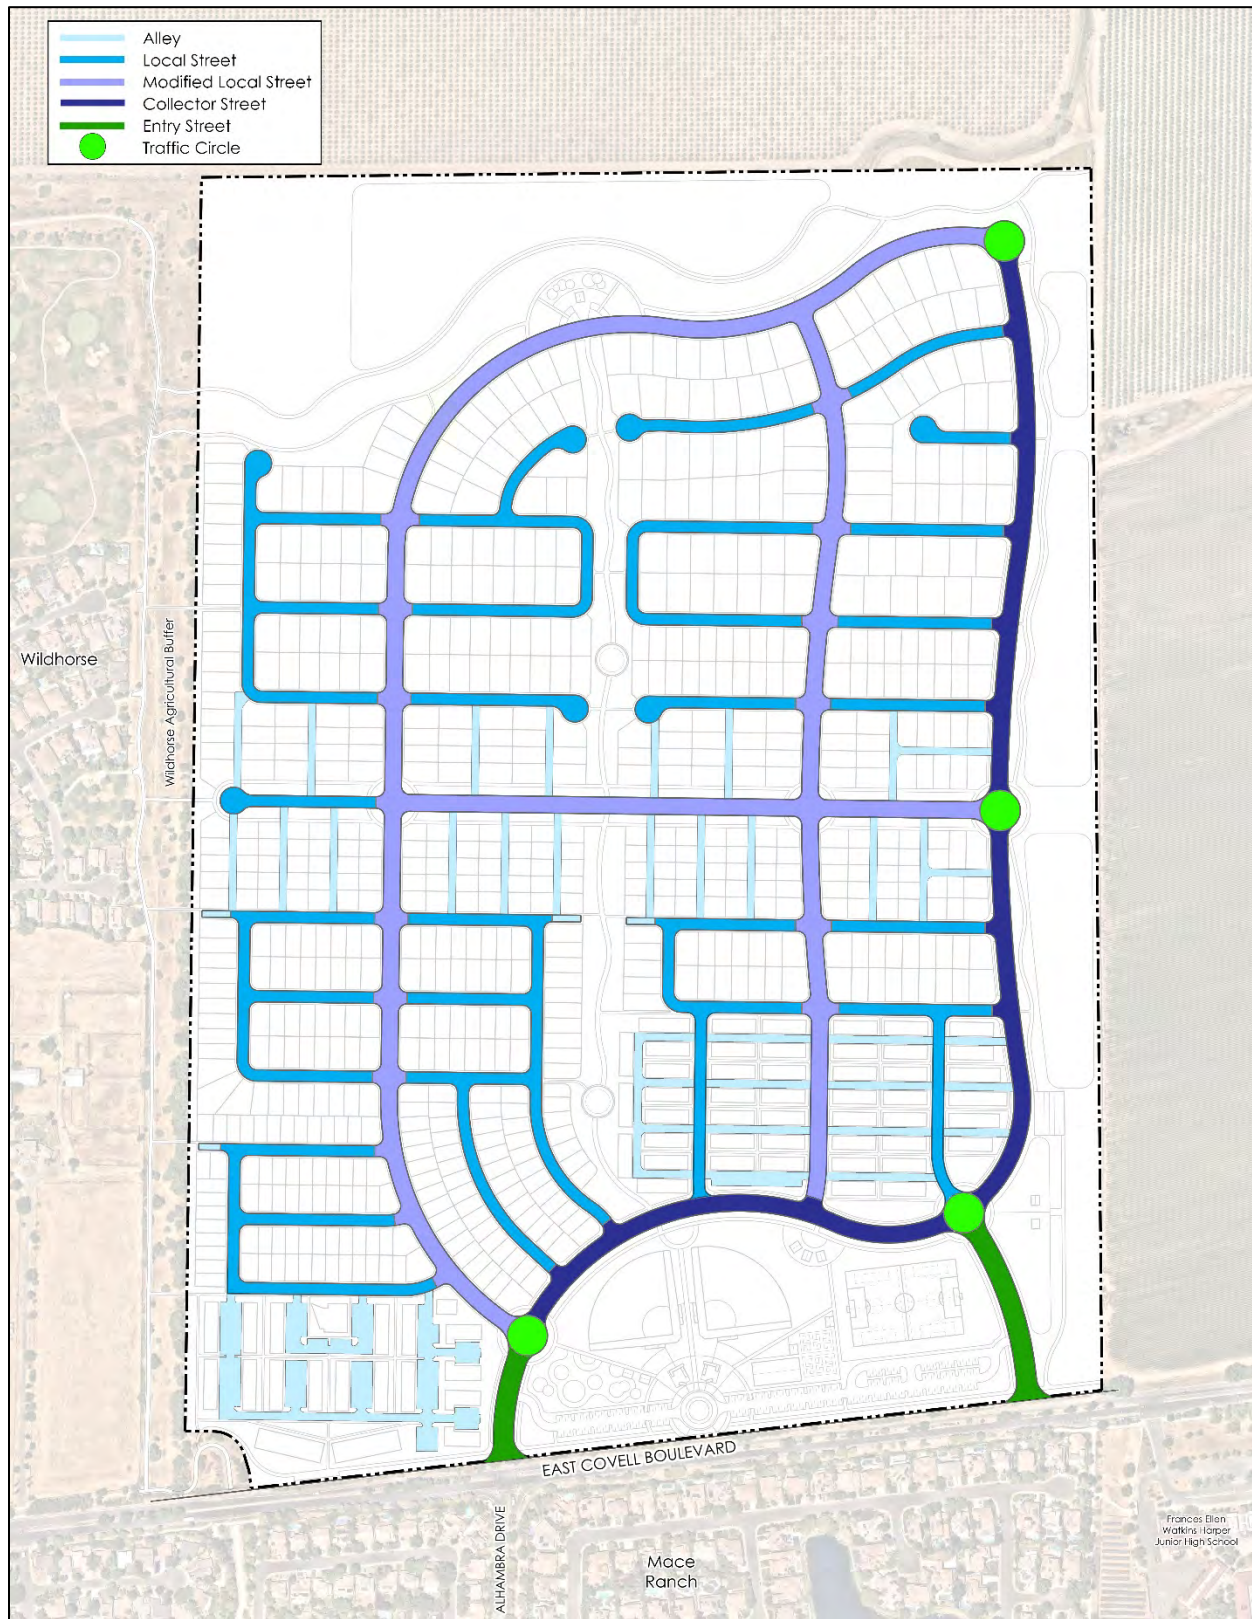 Alley
Local Street
Modified Local Street
Collector Street
Entry Street
Traffic Circle
Wildhorse
Wildhorse Agricultural Buffer
EAST COVELL BOULEVARD
ALHAMBRA DRIVE
Mace
Ranch
Frances Ellen
Watkins Harper
Junior High School